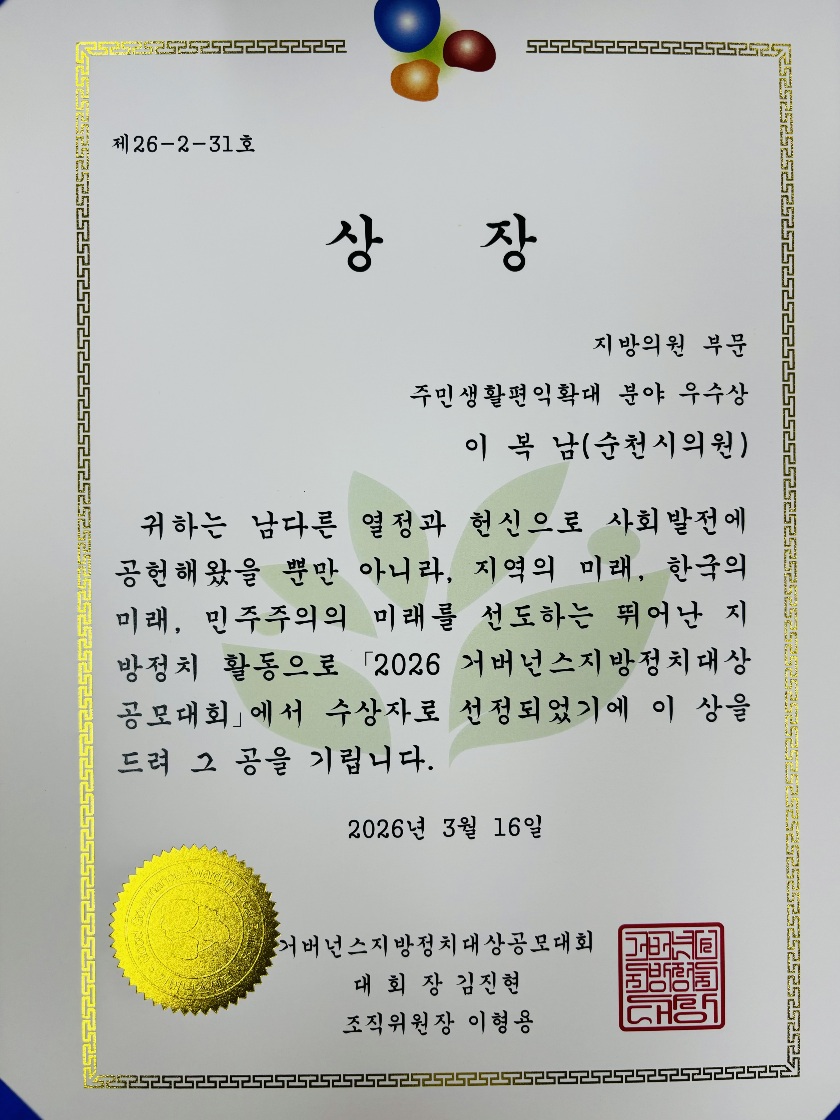 제26-2-31호
상 장
지방의원 부문
주민생활편익확대 분야 우수상
이 복 남(순천시의원)
귀하는 남다른 열정과 헌신으로 사회발전에
공헌해왔을 뿐만 아니라, 지역의 미래, 한국의
미래, 민주주의의 미래를 선도하는 뛰어난 지
방정치 활동으로 「2026 거버넌스지방정치대상
공모대회」에서 수상자로 선정되었기에 이 상을
드려 그 공을 기립니다.
2026년 3월 16일
거버넌스지방정치대상공모대회
대 회 장 김진현
조직위원장 이형용